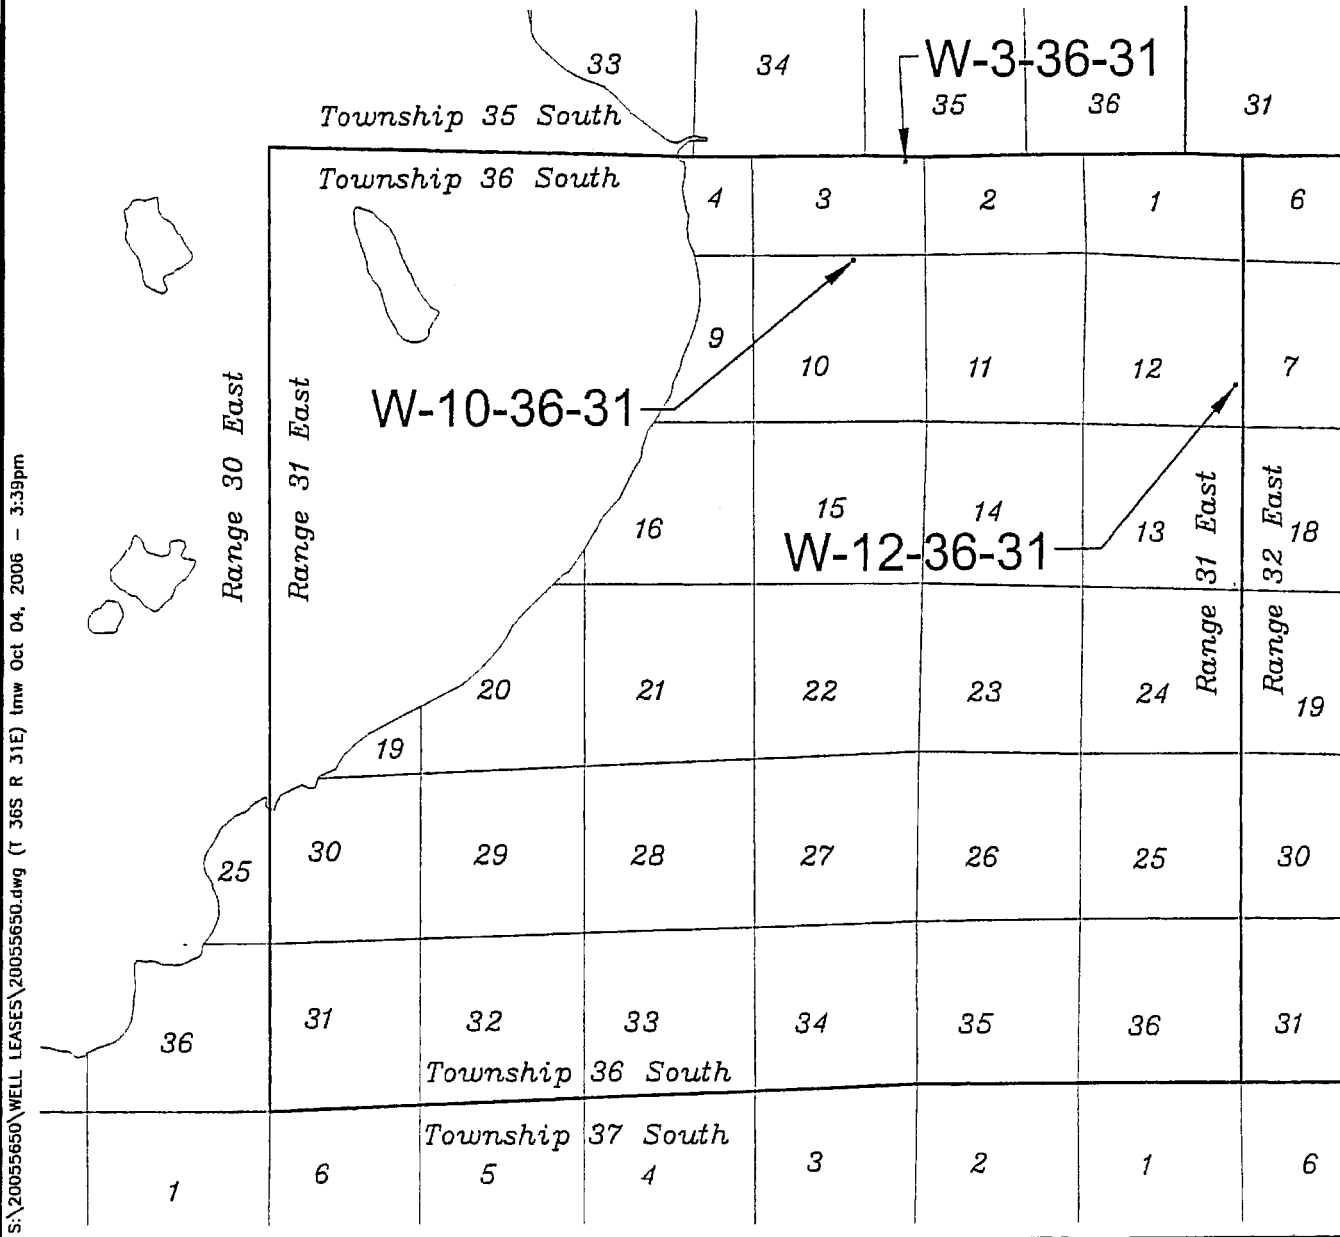 33 34 W-3-36-31
35 36 31
Township 35 South
Township 36 South
4 3 2 1 6
9 10 11 12 7
Range 30 East
Range 31 East
W-10-36-31
16 15 14 13 18
W-12-36-31
Range 31 East
Range 32 East
20 21 22 23 24 19
19
25 30 29 28 27 26 25 30
36 31 32 33 34 35 36 31
Township 36 South
Township 37 South
1 6 5 4 3 2 1 6
S:\20055650\WELL LEASES\20055650.dwg (T 36S R 31E) tmw Oct 04, 2006 - 3:39pm